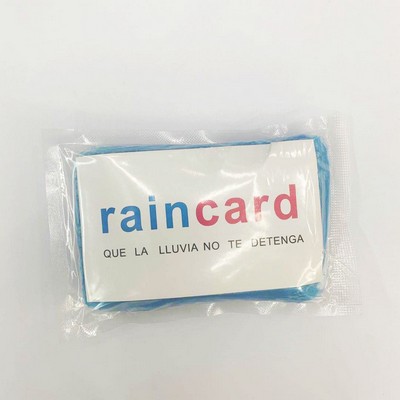 raincard
QUE LA LLUVIA NO TE DETENGA